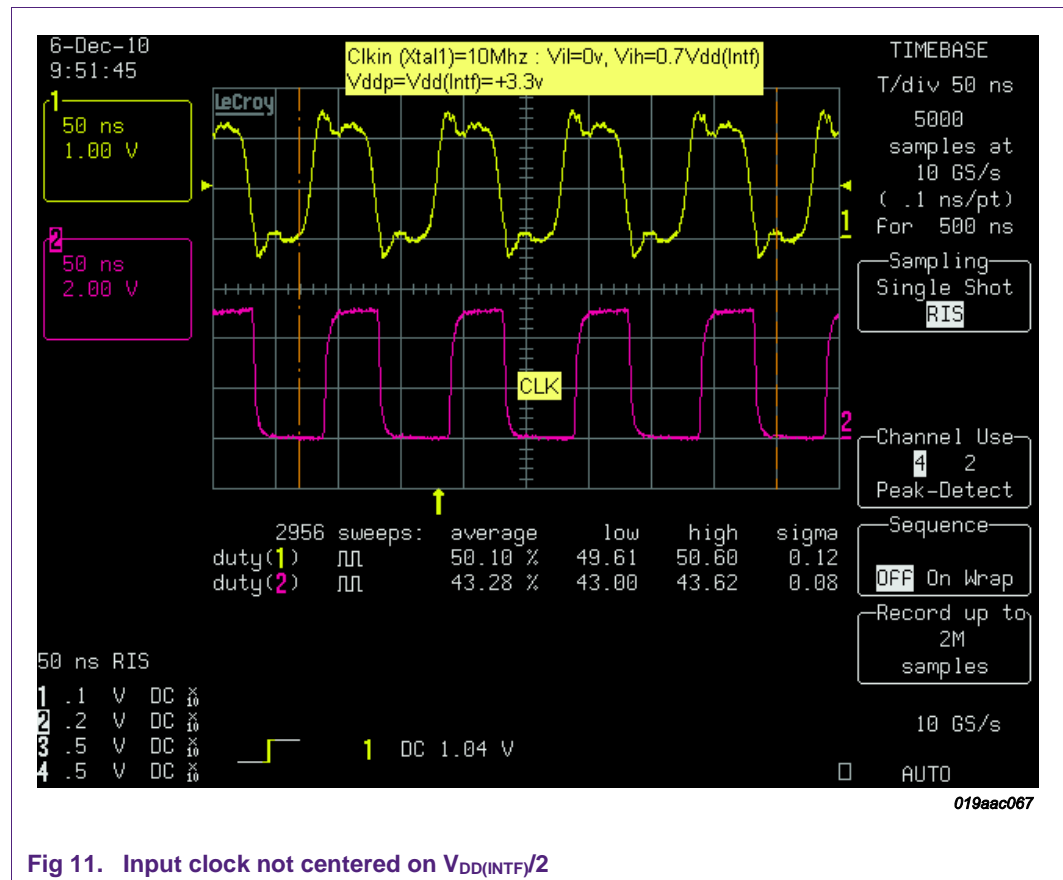 6-Dec-10
9:51:45
Clkin (Xtal1)=10Mhz : Vil=0v, Vih=0.7Vdd(Intf)
Vddp=Vdd(Intf)=+3.3v
1
50 ns
1.00 V
2
50 ns
2.00 V
LeCroy
1
CLK
2
TIMEBASE
T/div 50 ns
5000
samples at
10 GS/s
( .1 ns/pt)
For 500 ns
Sampling
Single Shot
RIS
Channel Use
4 2
Peak-Detect
Sequence
OFF On Wrap
Record up to
2M
samples
10 GS/s
AUTO
2956 sweeps: average low high sigma
duty(1) 50.10 % 49.61 50.60 0.12
duty(2) 43.28 % 43.00 43.62 0.08
50 ns RIS
1 .1 V DC X10
2 .2 V DC X10
3 .5 V DC X10
4 .5 V DC X10
1 DC 1.04 V
019aac067
Fig 11. Input clock not centered on VDD(INTF)/2